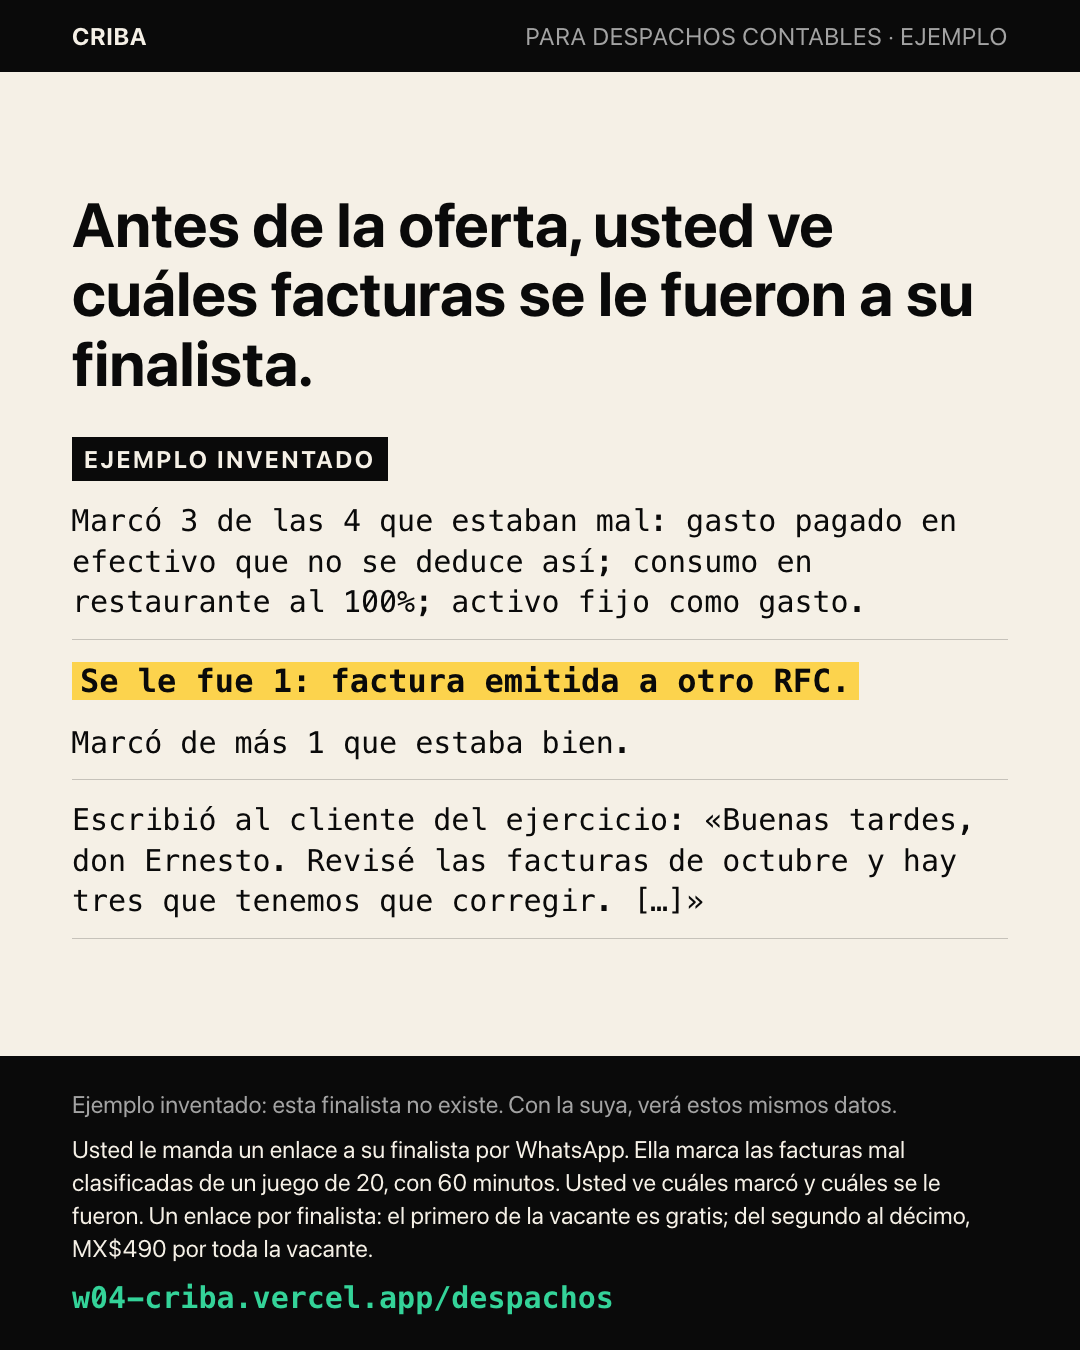 CRIBA
PARA DESPACHOS CONTABLES · EJEMPLO
Antes de la oferta, usted ve
cuáles facturas se le fueron a su
finalista.
EJEMPLO INVENTADO
Marcó 3 de las 4 que estaban mal: gasto pagado en
efectivo que no se deduce así; consumo en
restaurante al 100%; activo fijo como gasto.
Se le fue 1: factura emitida a otro RFC.
Marcó de más 1 que estaba bien.
Escribió al cliente del ejercicio: «Buenas tardes,
don Ernesto. Revisé las facturas de octubre y hay
tres que tenemos que corregir. […]»
Ejemplo inventado: esta finalista no existe. Con la suya, verá estos mismos datos.
Usted le manda un enlace a su finalista por WhatsApp. Ella marca las facturas mal
clasificadas de un juego de 20, con 60 minutos. Usted ve cuáles marcó y cuáles se le
fueron. Un enlace por finalista: el primero de la vacante es gratis; del segundo al décimo,
MX$490 por toda la vacante.
w04-criba.vercel.app/despachos